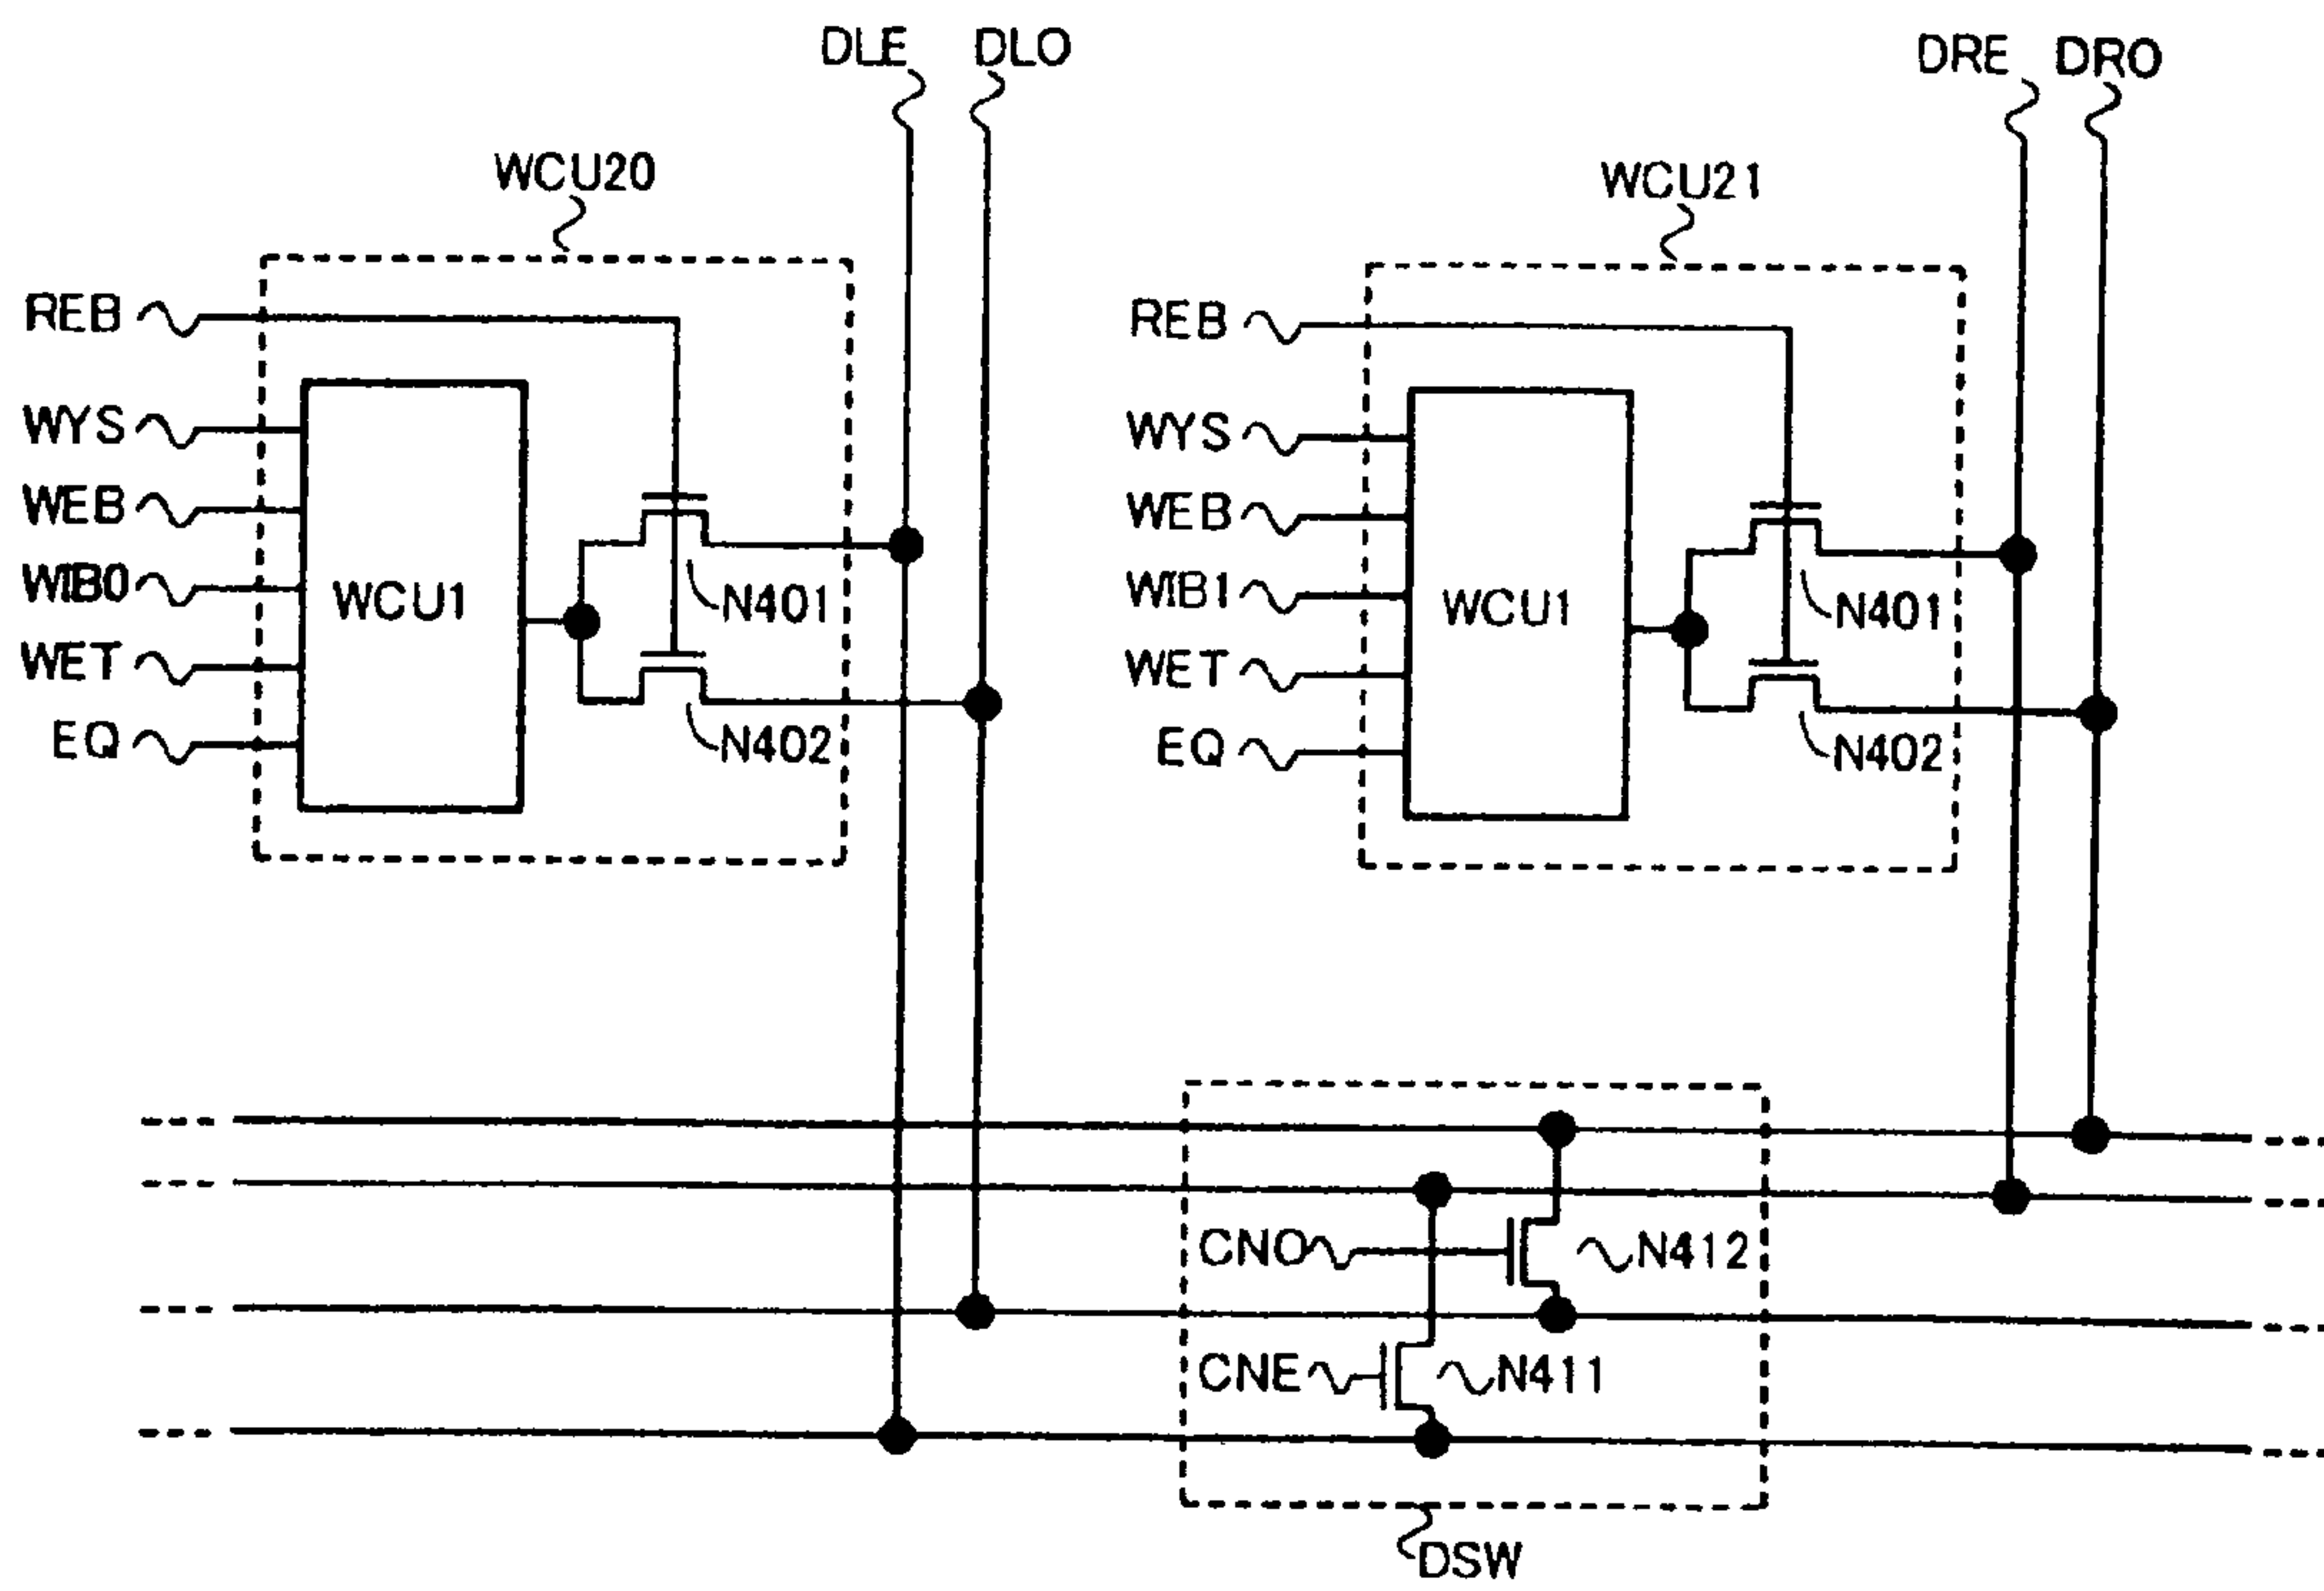 DLE DLO DRE DRO
WCU20 WCU21
REB REB
WYS WYS
WEB WEB
WIB0 WCU1 N401 WIB1 WCU1 N401
WET WET
EQ N402 EQ N402
CNO N412
CNE N411
DSW